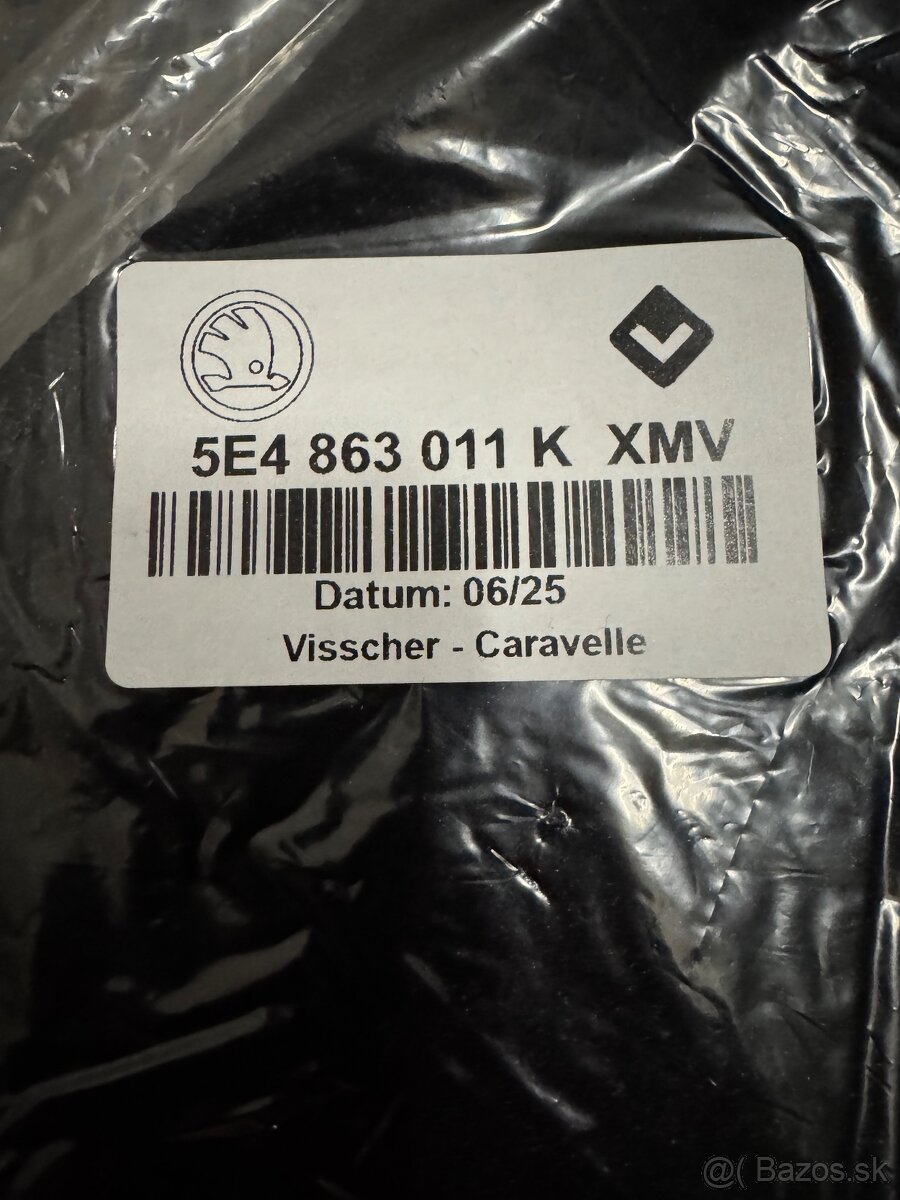 5E4 863 011 K XMV
Datum: 06/25
Visscher - Caravelle
@( Bazos.sk